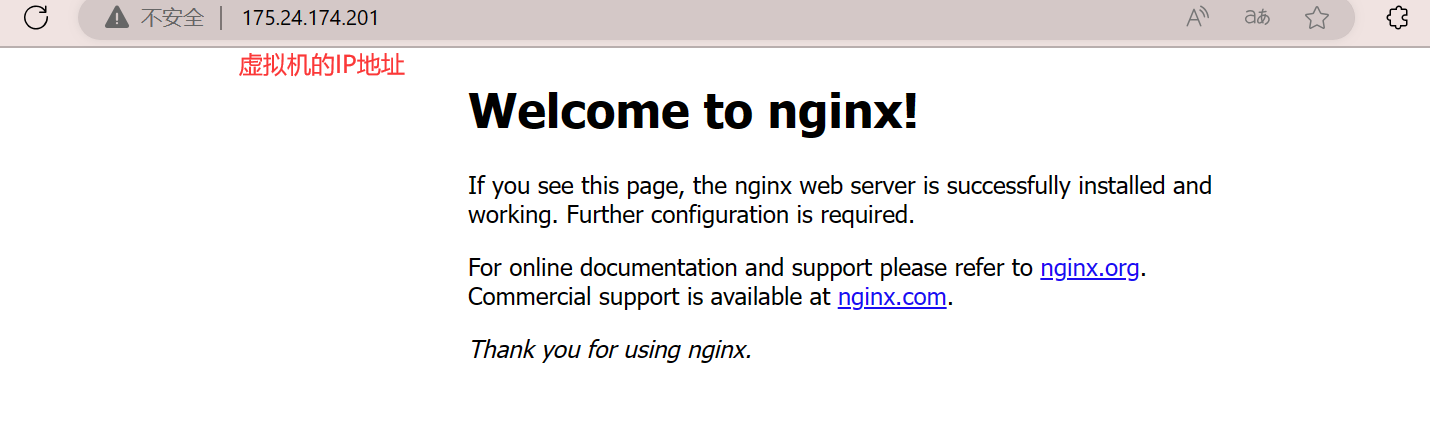 不安全 | 175.24.174.201
虚拟机的IP地址
Welcome to nginx!
If you see this page, the nginx web server is successfully installed and
working. Further configuration is required.
For online documentation and support please refer to nginx.org.
Commercial support is available at nginx.com.
Thank you for using nginx.